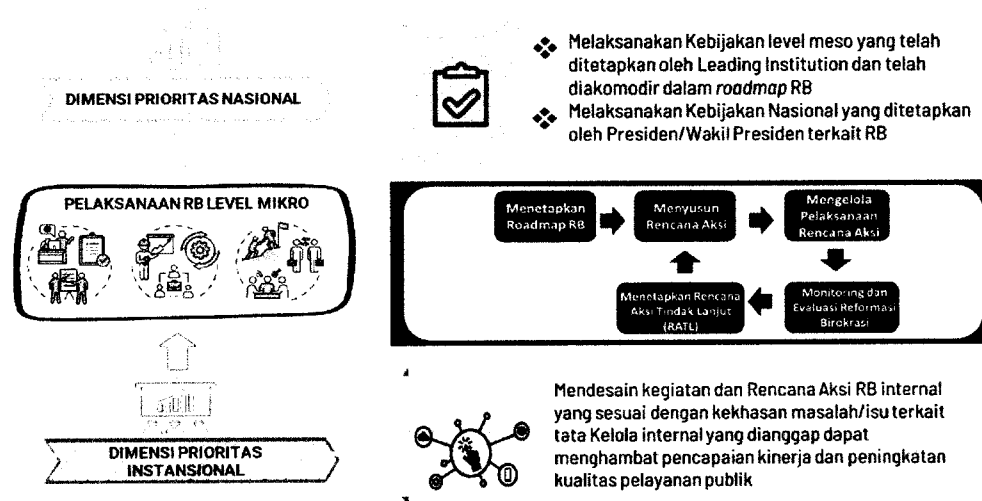 DIMENSI PRIORITAS NASIONAL
Melaksanakan Kebijakan level meso yang telah
ditetapkan oleh Leading Institution dan telah
diakomodir dalam roadmap RB
Melaksanakan Kebijakan Nasional yang ditetapkan
oleh Presiden/Wakil Presiden terkait RB
PELAKSANAAN RB LEVEL MIKRO
Menetapkan
Roadmap RB
Menyusun
Rencana Aksi
Mengelola
Pelaksanaan
Rencana Aksi
Menetapkan Rencana
Aksi Tindak Lanjut
(RATL)
Monitoring dan
Evaluasi Reformasi
Birokrasi
DIMENSI PRIORITAS
INSTANSIONAL
Mendesain kegiatan dan Rencana Aksi RB internal
yang sesuai dengan kekhasan masalah/isu terkait
tata Kelola internal yang dianggap dapat
menghambat pencapaian kinerja dan peningkatan
kualitas pelayanan publik